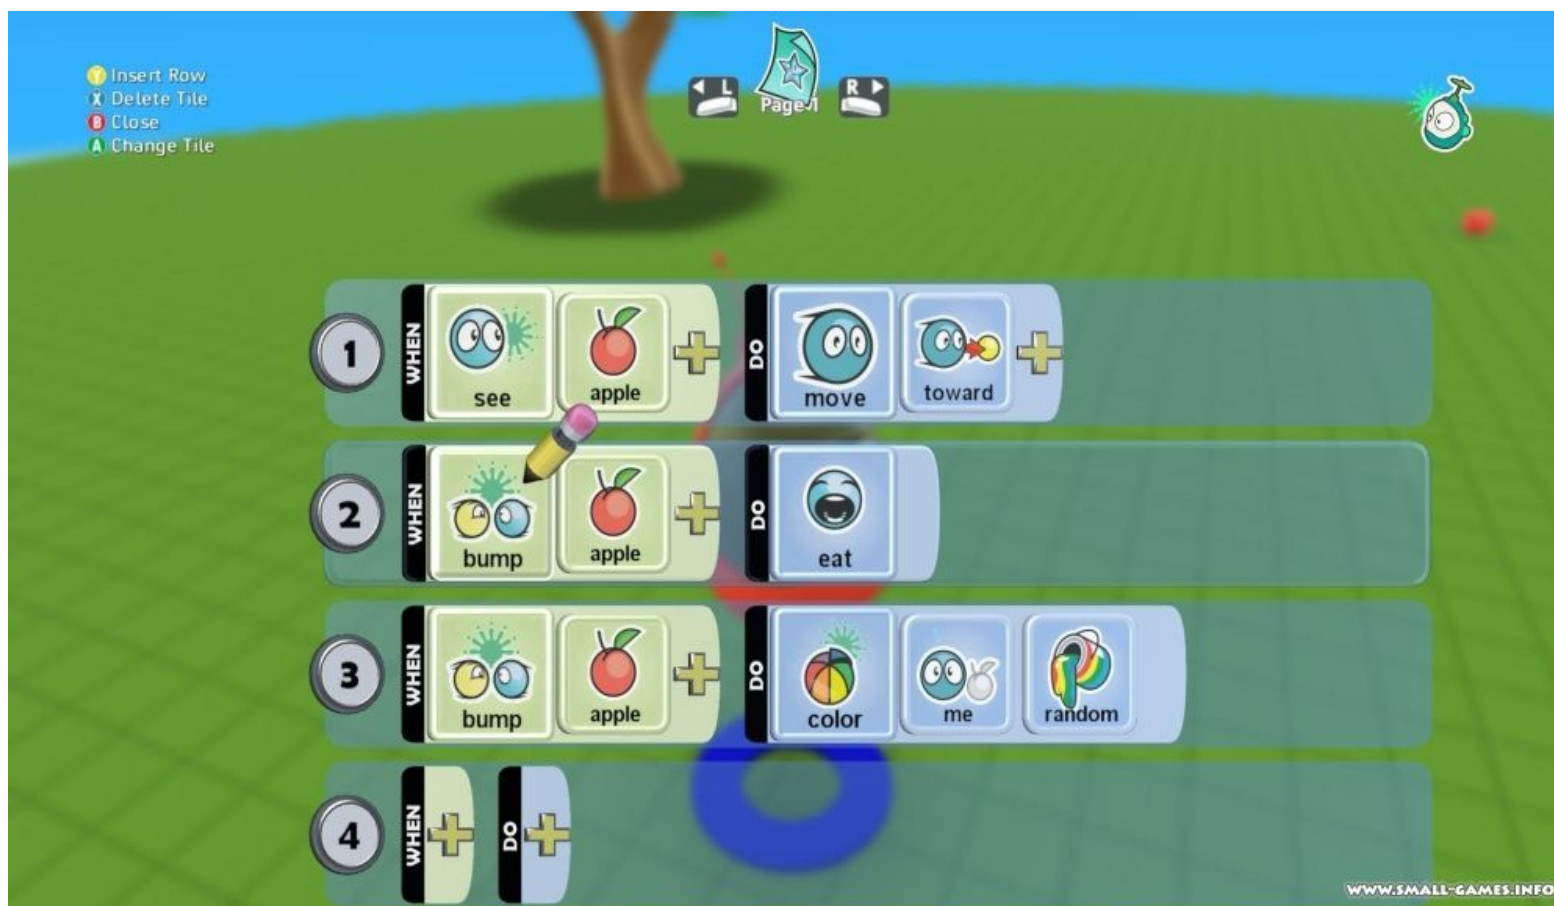 Y Insert Row
X Delete Tile
B Close
A Change Tile
L
Page 1
R
1
WHEN
see
apple
DO
move
toward
2
WHEN
bump
apple
DO
eat
3
WHEN
bump
apple
DO
color
me
random
4
WHEN
DO
WWW.SMALL-GAMES.INFO